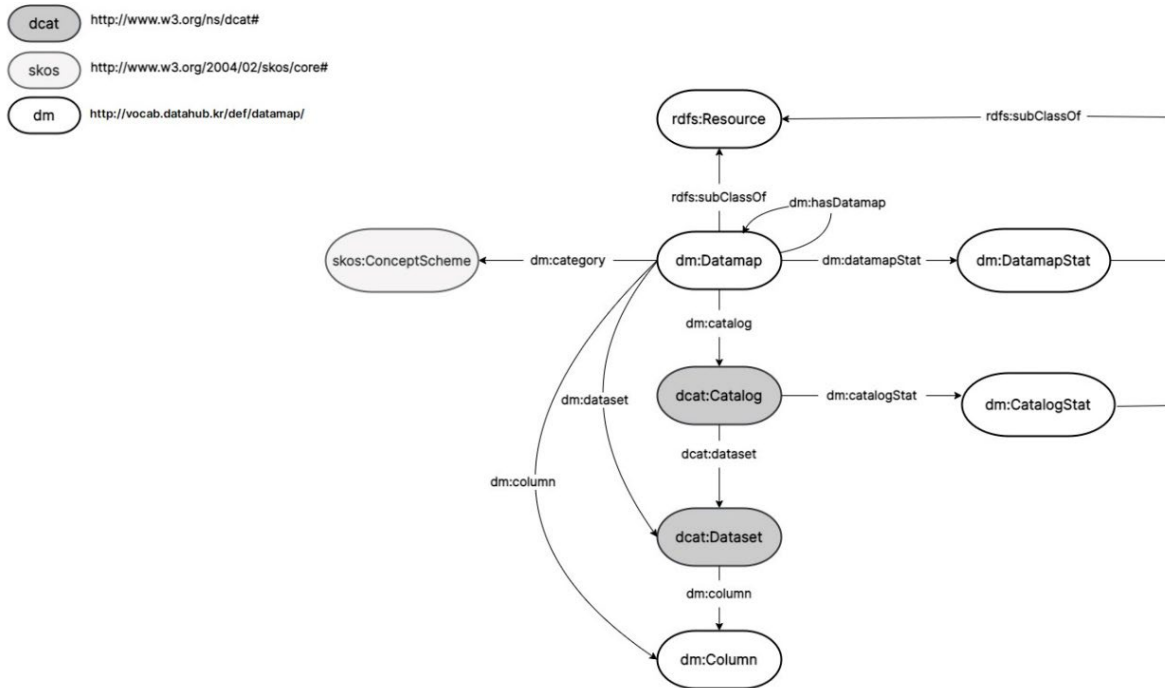 dcat http://www.w3.org/ns/dcat#
skos http://www.w3.org/2004/02/skos/core#
dm http://vocab.datahub.kr/def/datamap/
rdfs:Resource
rdfs:subClassOf
rdfs:subClassOf
dm:hasDatamap
skos:ConceptScheme
dm:category
dm:Datamap
dm:datamapStat
dm:DatamapStat
dm:catalog
dm:dataset
dcat:Catalog
dm:catalogStat
dm:CatalogStat
dcat:dataset
dm:column
dcat:Dataset
dm:column
dm:Column